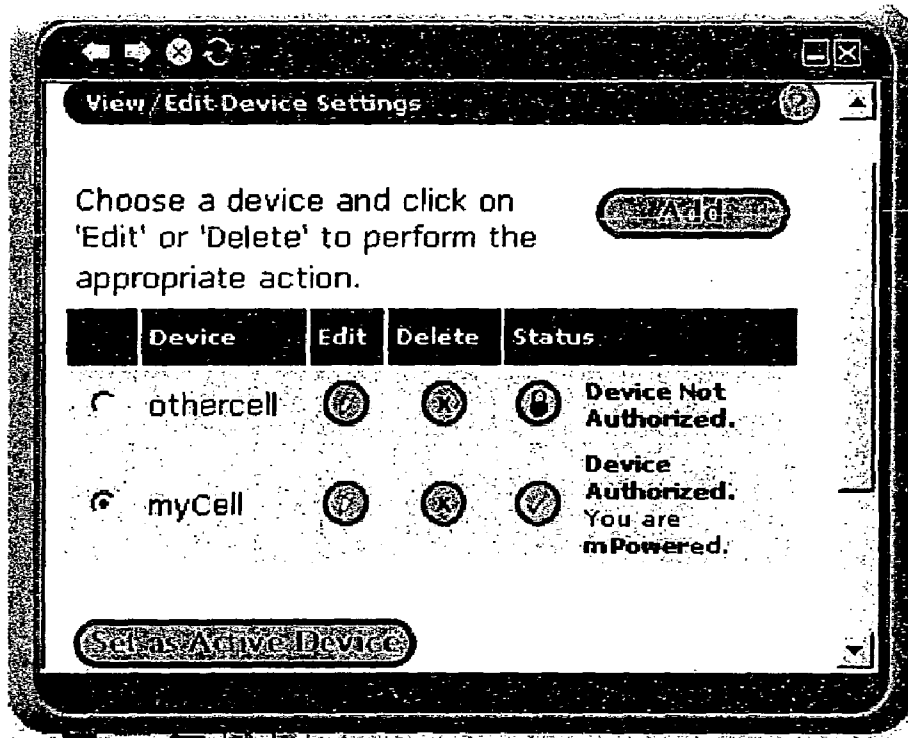 View/Edit Device Settings
?
Choose a device and click on
'Edit' or 'Delete' to perform the
appropriate action.
Add
Device Edit Delete Status
othercell x Device Not
Authorized.
myCell x Device
Authorized.
You are
mPowered.
Set as Active Device